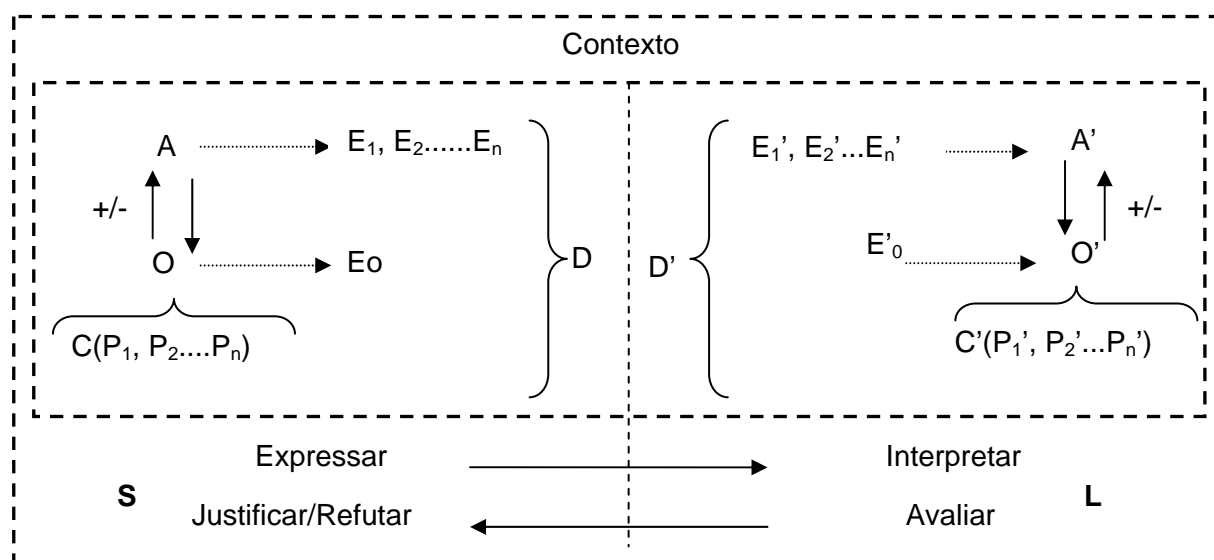 Contexto
A E₁, E₂......Eₙ E₁’, E₂’...Eₙ’ A’
+/- +/-
O Eo D D’ E’₀ O’
C(P₁, P₂....Pₙ) C’(P₁’, P₂’...Pₙ’)
Expressar Interpretar
S L
Justificar/Refutar Avaliar